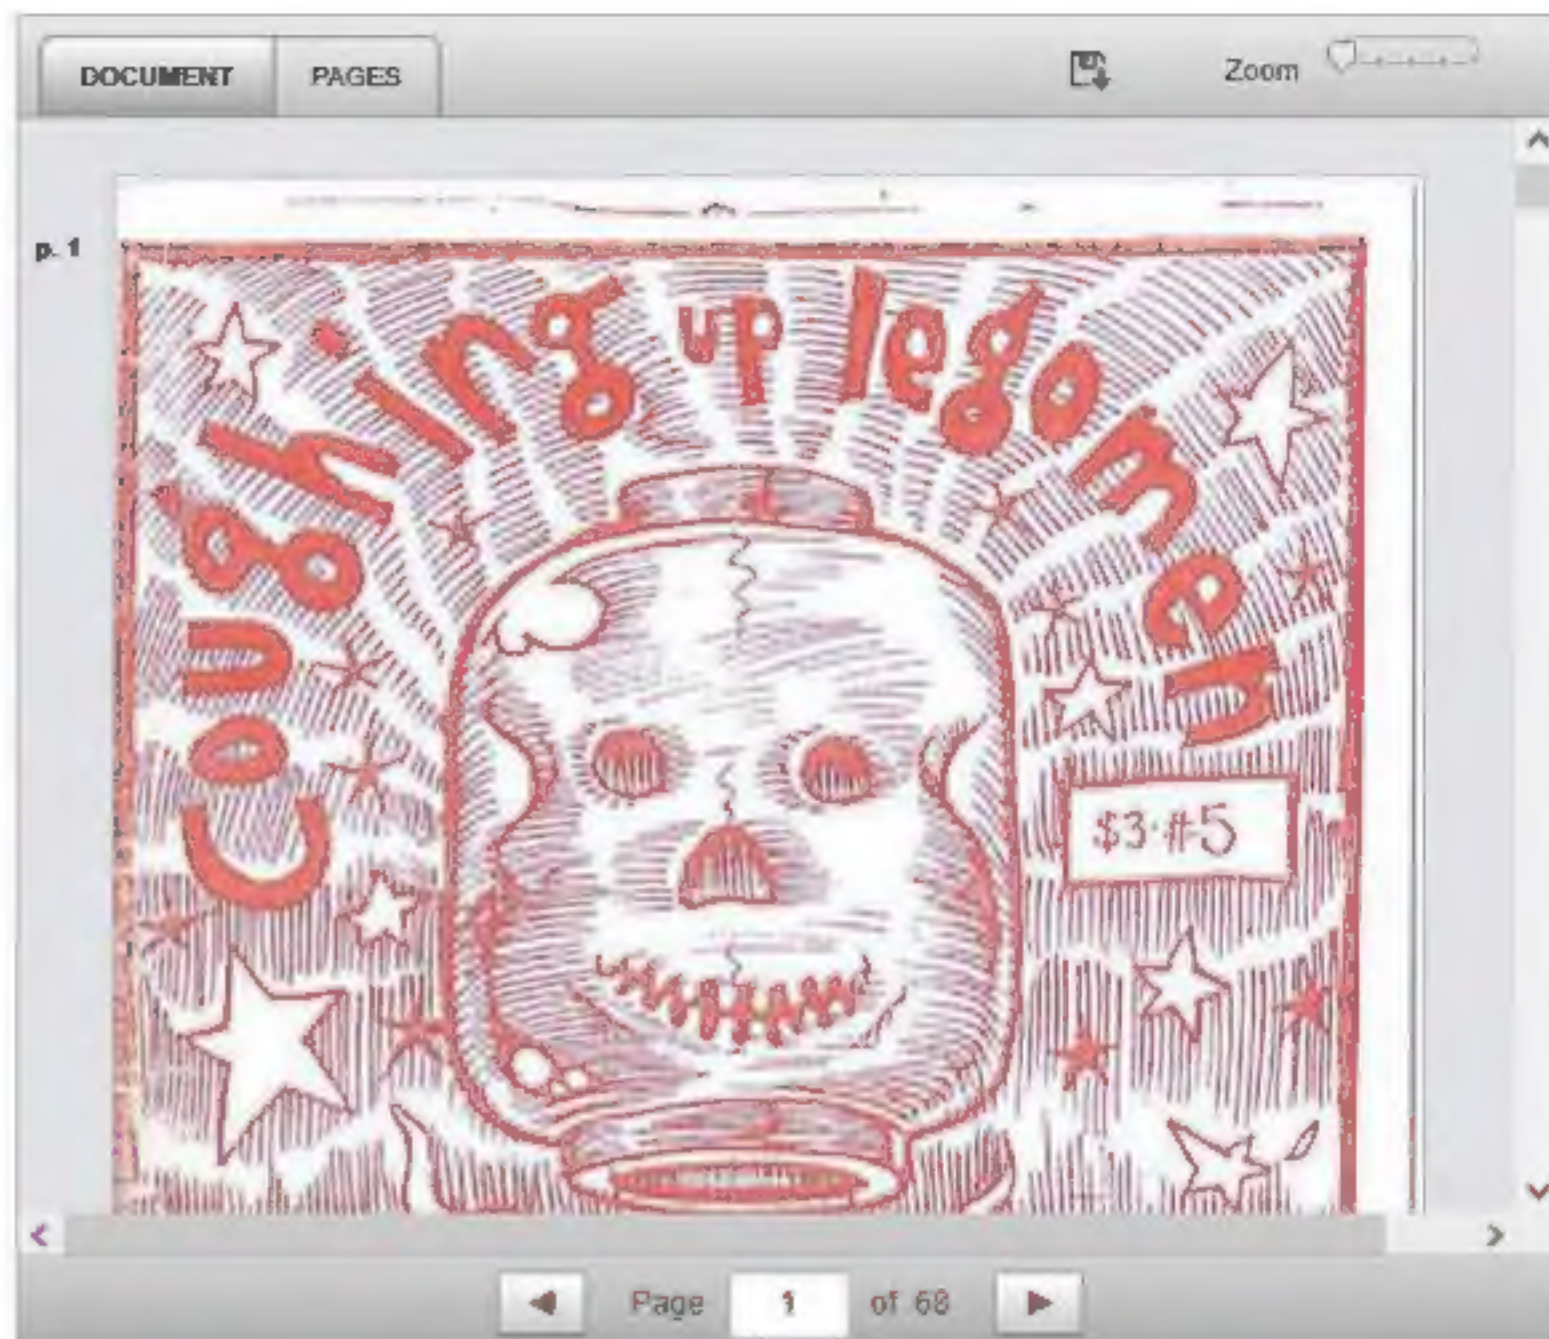 DOCUMENT PAGES Zoom
p. 1
Coughing up legomen
$3·#5
Page 1 of 68